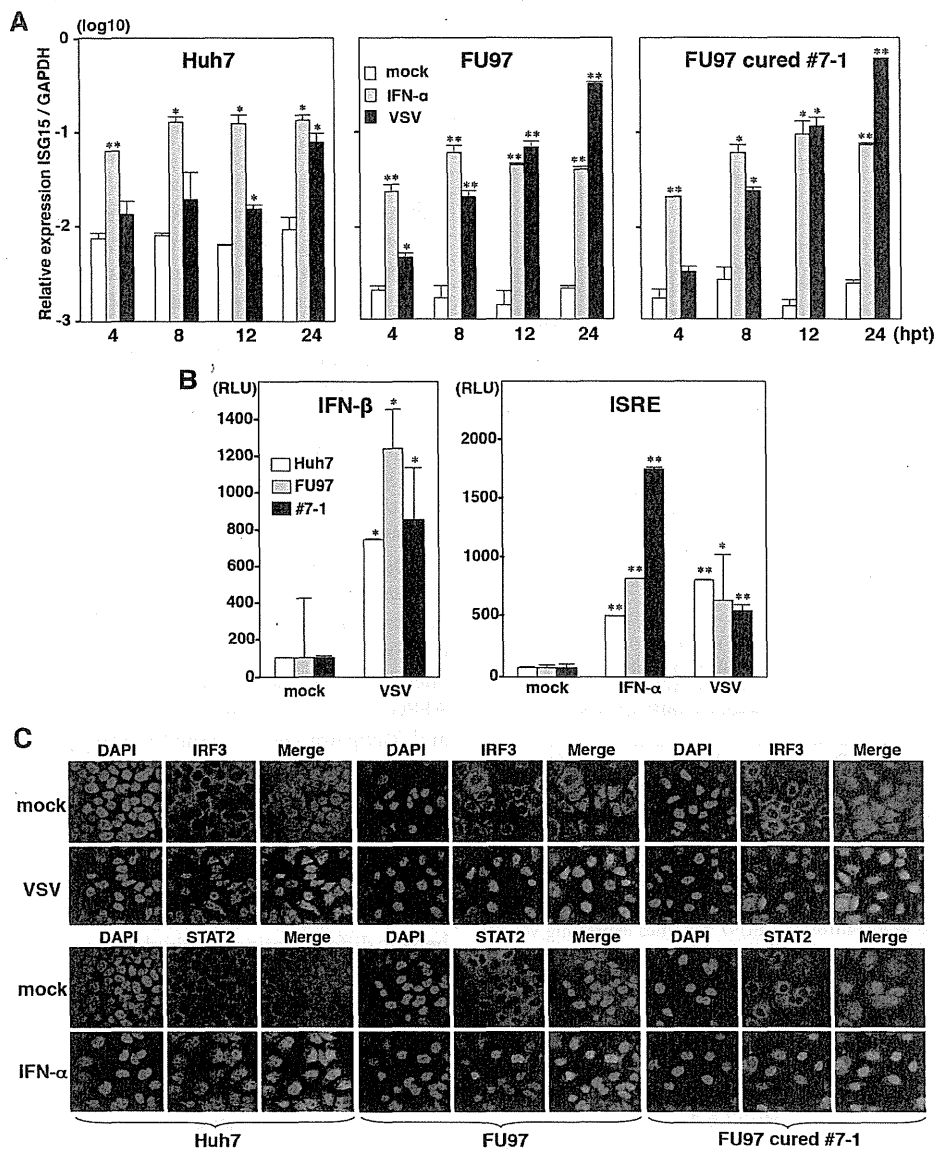 A
(log10)
Relative expression ISG15 / GAPDH
0
-1
-2
-3
Huh7
** * * *
* *
4 8 12 24
FU97
mock
IFN-α
VSV
** ** ** **
* ** ** **
4 8 12 24
FU97 cured #7-1
** * * **
* * **
4 8 12 24 (hpt)
B
(RLU)
IFN-β
1400
1200
1000
800
600
400
200
0
Huh7
FU97
#7-1
* * *
mock VSV
(RLU)
ISRE
2000
1500
1000
500
0
** ** **
** * **
mock IFN-α VSV
C
DAPI IRF3 Merge DAPI IRF3 Merge DAPI IRF3 Merge
mock
VSV
DAPI STAT2 Merge DAPI STAT2 Merge DAPI STAT2 Merge
mock
IFN-α
Huh7 FU97 FU97 cured #7-1